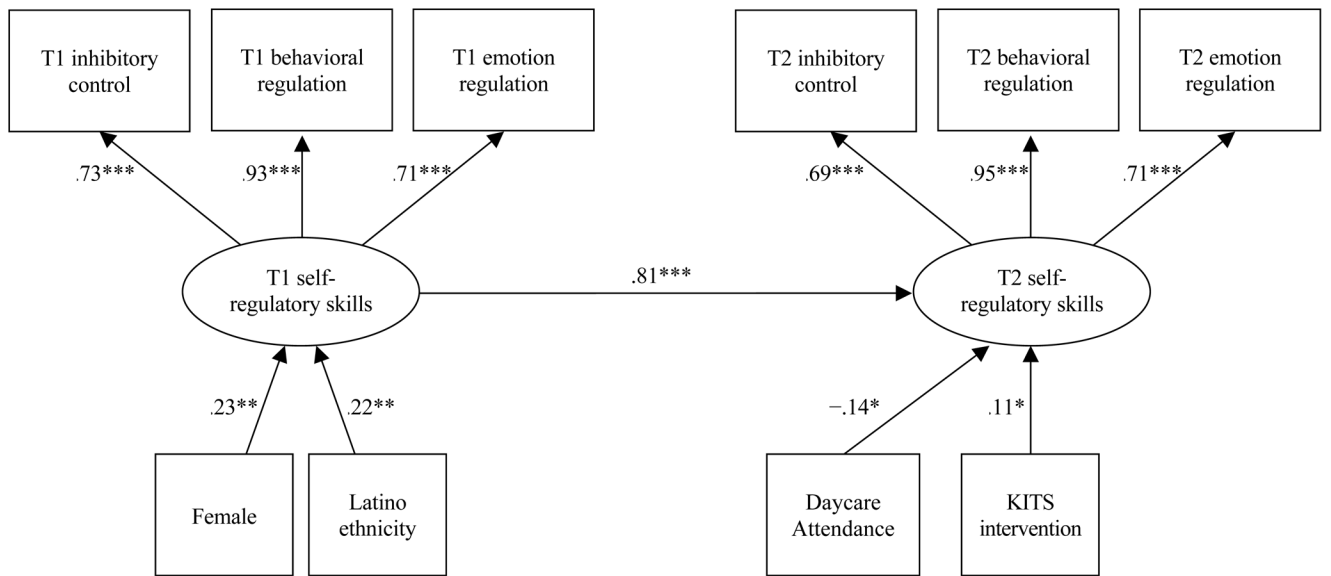 T1 inhibitory
control
T1 behavioral
regulation
T1 emotion
regulation
T2 inhibitory
control
T2 behavioral
regulation
T2 emotion
regulation
.73***
.93***
.71***
.69***
.95***
.71***
T1 self-
regulatory skills
.81***
T2 self-
regulatory skills
.23**
.22**
−.14*
.11*
Female
Latino
ethnicity
Daycare
Attendance
KITS
intervention